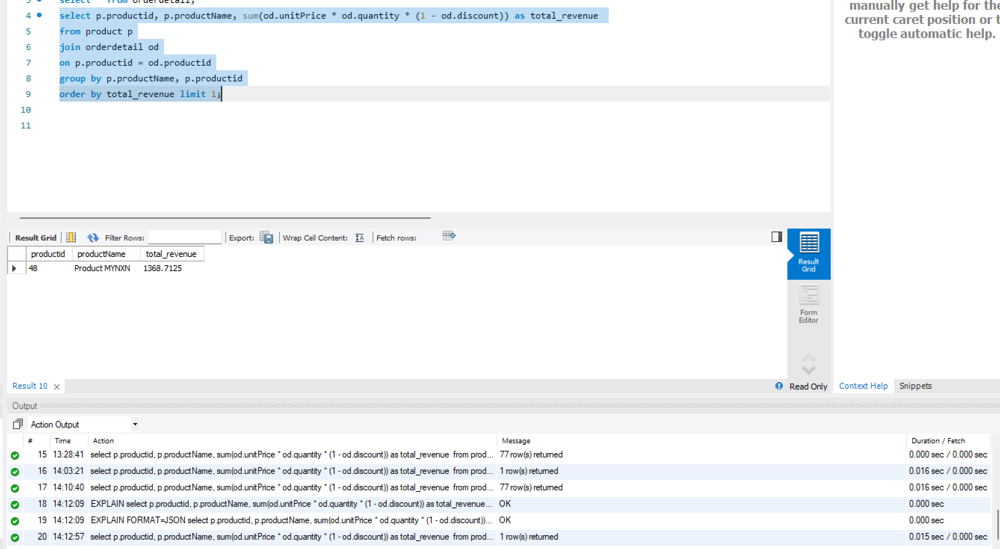 select * from orderdetail;
4 select p.productid, p.productName, sum(od.unitPrice * od.quantity * (1 - od.discount)) as total_revenue
5 from product p
6 join orderdetail od
7 on p.productid = od.productid
8 group by p.productName, p.productid
9 order by total_revenue limit 1;
10
11
manually get help for the
current caret position or t
toggle automatic help.
Result Grid Filter Rows: Export: Wrap Cell Content: IA Fetch rows:
productid productName total_revenue
48 Product MYNXN 1368.7125
Result
Grid
Form
Editor
Result 10 Read Only Context Help Snippets
Output
Action Output
# Time Action Message Duration / Fetch
15 13:28:41 select p.productid, p.productName, sum(od.unitPrice * od.quantity * (1 - od.discount)) as total_revenue from prod... 77 row(s) returned 0.000 sec / 0.000 sec
16 14:03:21 select p.productid, p.productName, sum(od.unitPrice * od.quantity * (1 - od.discount)) as total_revenue from prod... 1 row(s) returned 0.016 sec / 0.000 sec
17 14:10:40 select p.productid, p.productName, sum(od.unitPrice * od.quantity * (1 - od.discount)) as total_revenue from prod... 77 row(s) returned 0.016 sec / 0.000 sec
18 14:12:09 EXPLAIN select p.productid, p.productName, sum(od.unitPrice * od.quantity * (1 - od.discount)) as total_revenue... OK 0.000 sec
19 14:12:09 EXPLAIN FORMAT=JSON select p.productid, p.productName, sum(od.unitPrice * od.quantity * (1 - od.discount))... OK 0.000 sec
20 14:12:57 select p.productid, p.productName, sum(od.unitPrice * od.quantity * (1 - od.discount)) as total_revenue from prod... 1 row(s) returned 0.015 sec / 0.000 sec